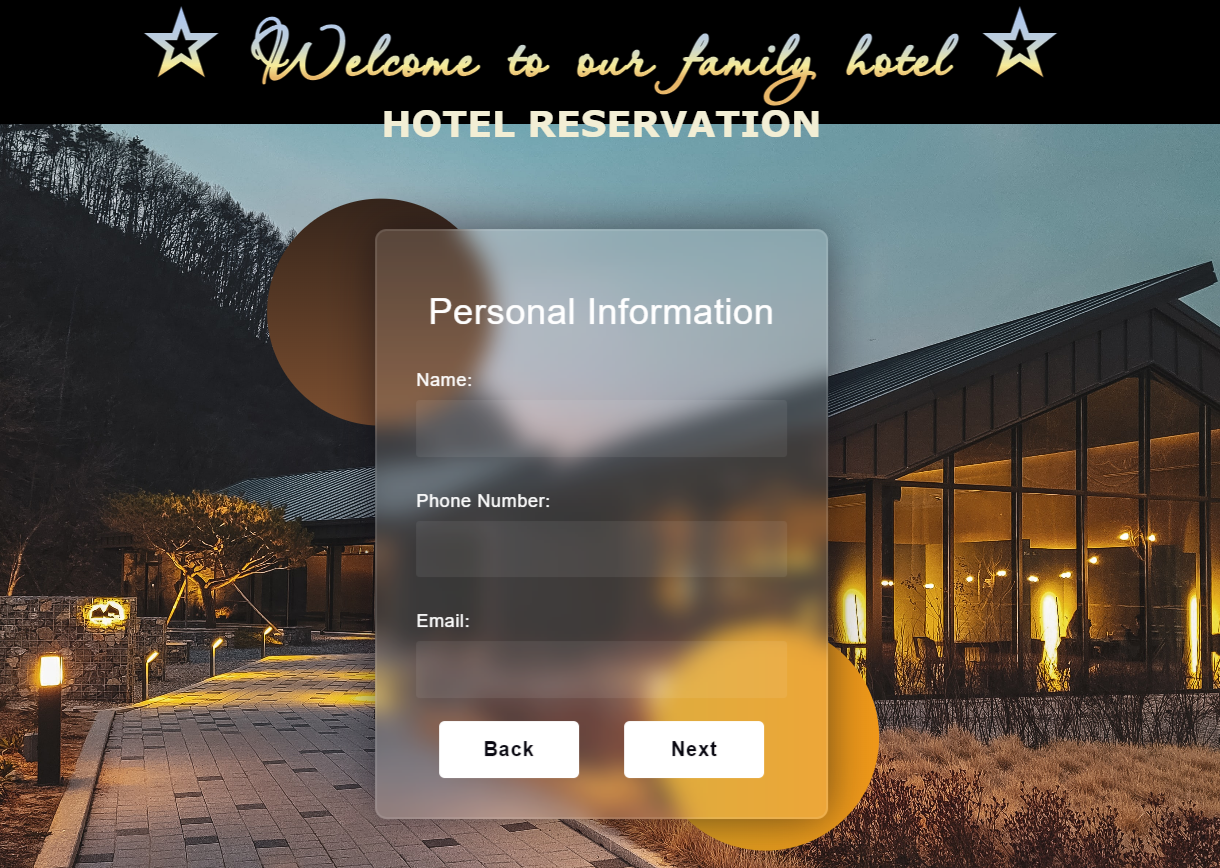 Welcome to our family hotel
HOTEL RESERVATION
Personal Information
Name:
Phone Number:
Email:
Back Next